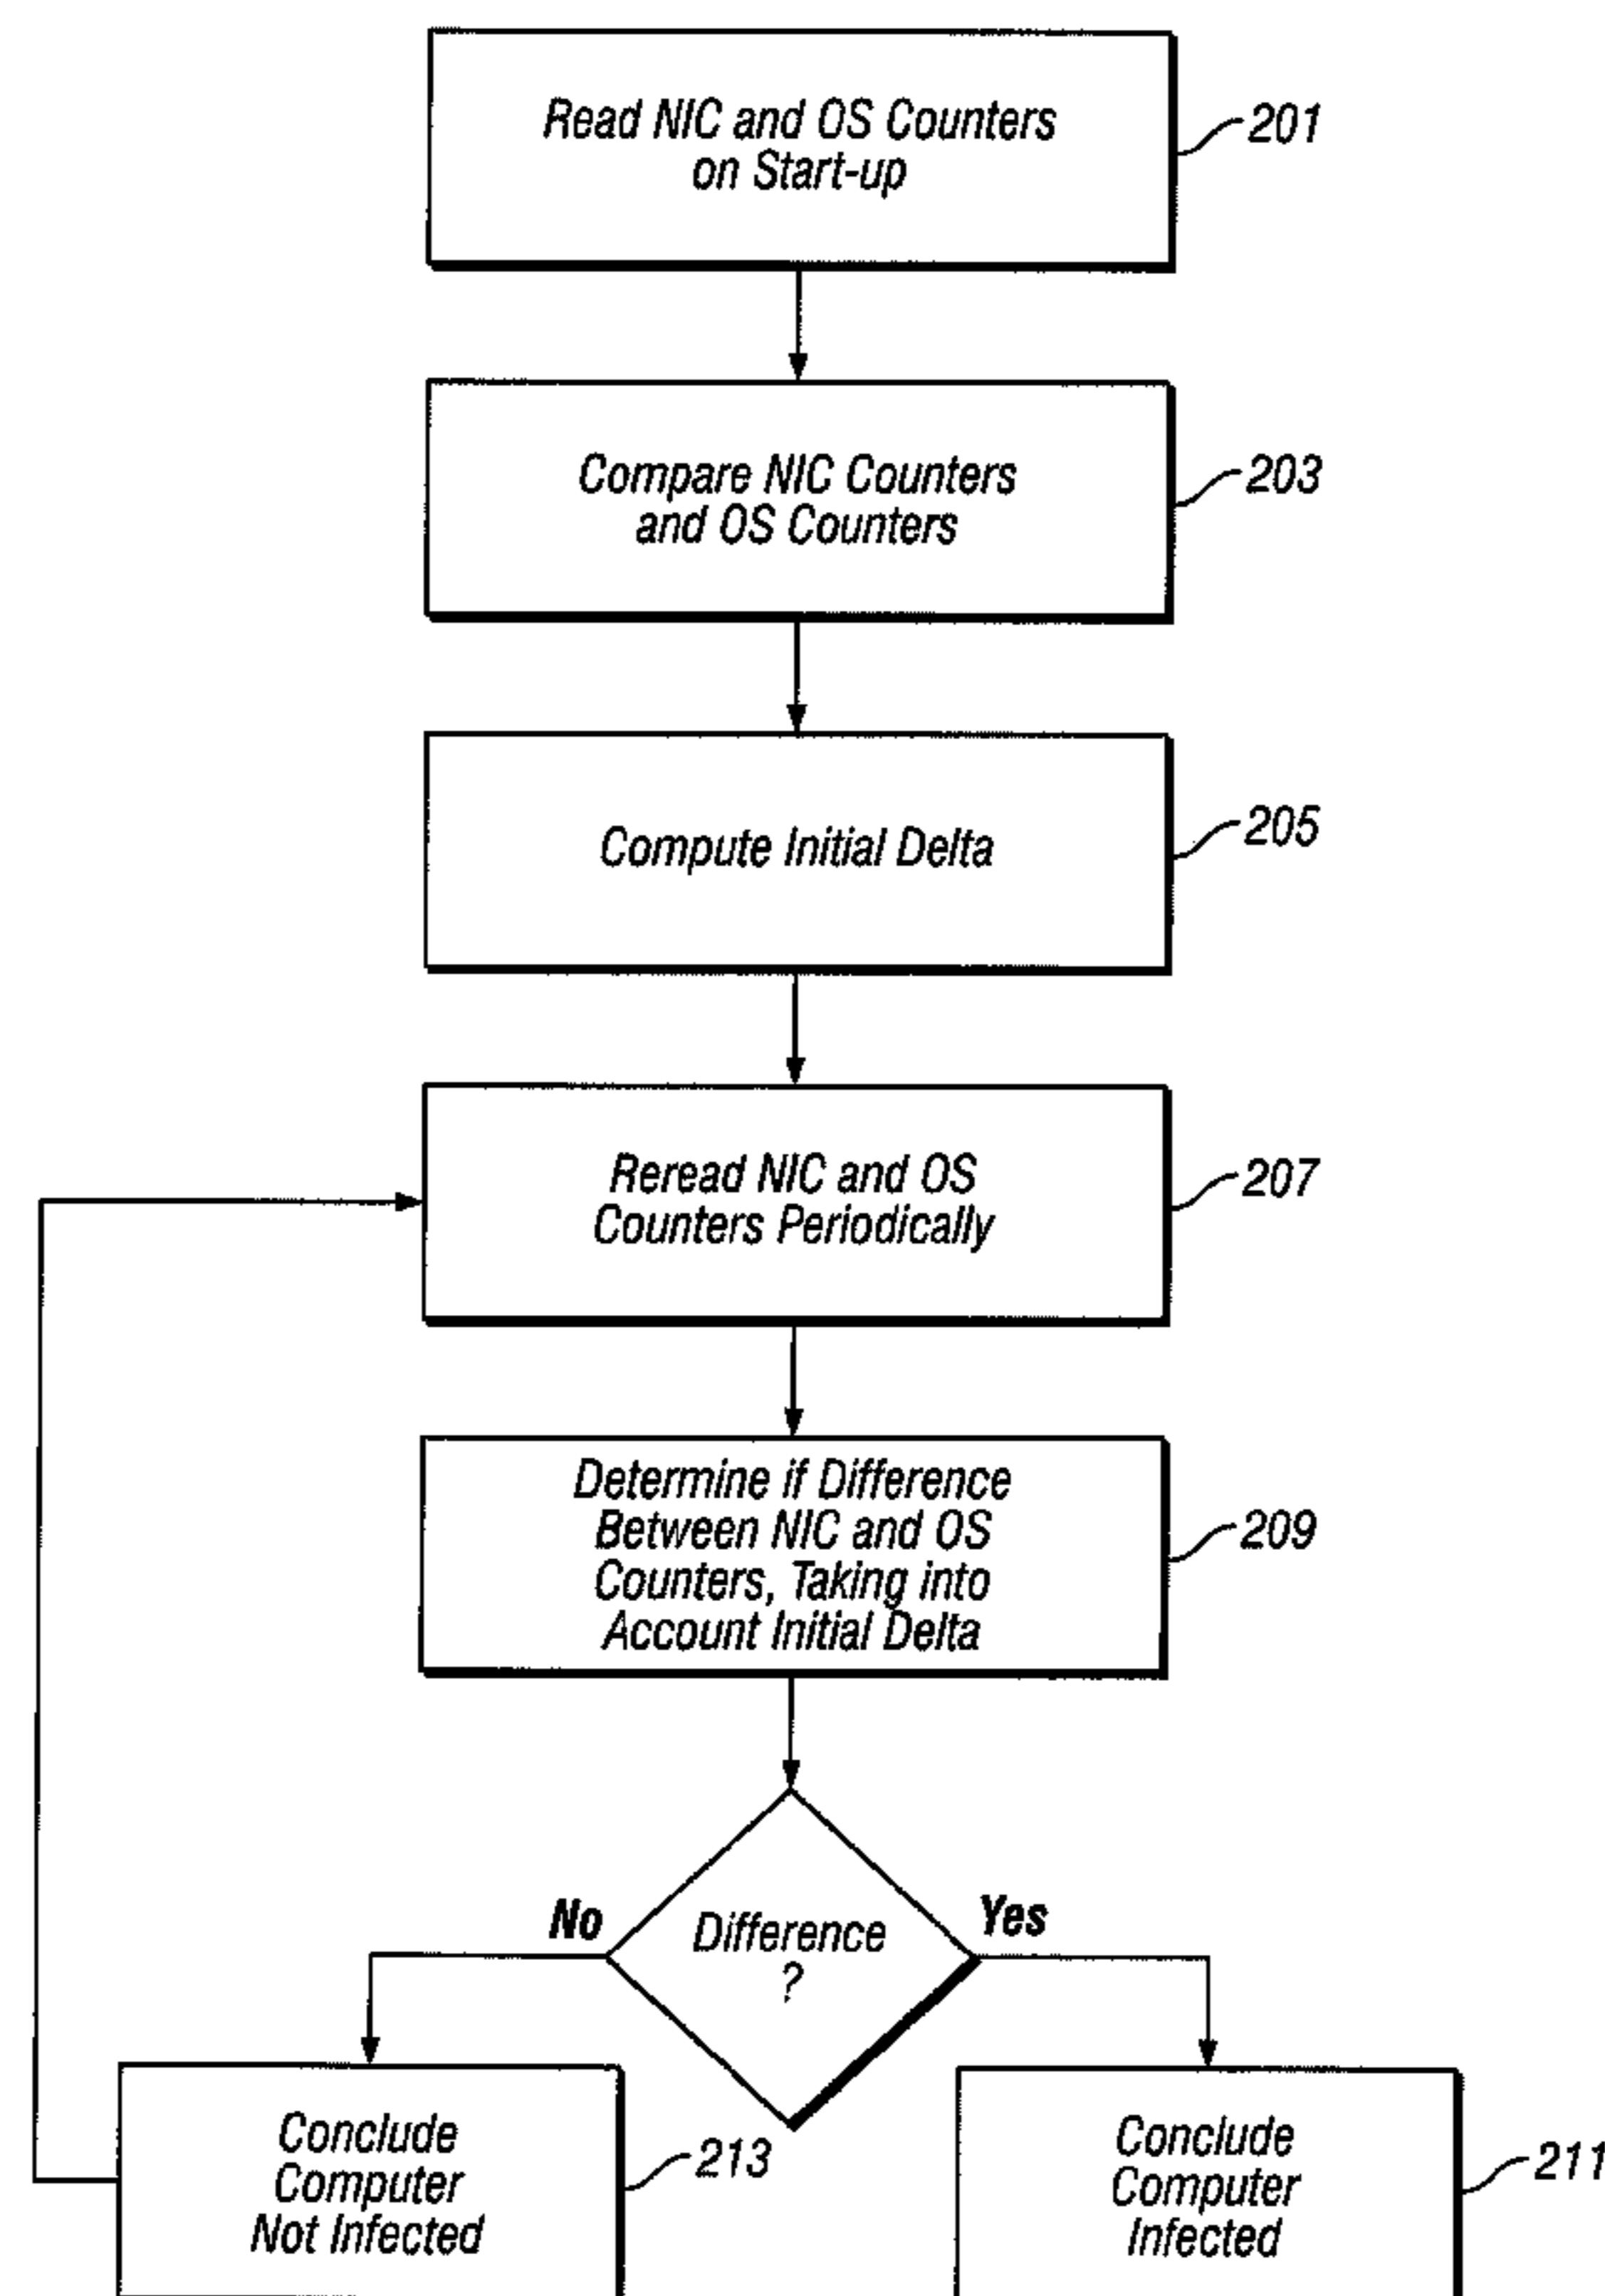 Read NIC and OS Counters
on Start-up
201
Compare NIC Counters
and OS Counters
203
Compute Initial Delta
205
Reread NIC and OS
Counters Periodically
207
Determine if Difference
Between NIC and OS
Counters, Taking into
Account Initial Delta
209
No
Difference
?
Yes
Conclude
Computer
Not Infected
213
Conclude
Computer
Infected
211